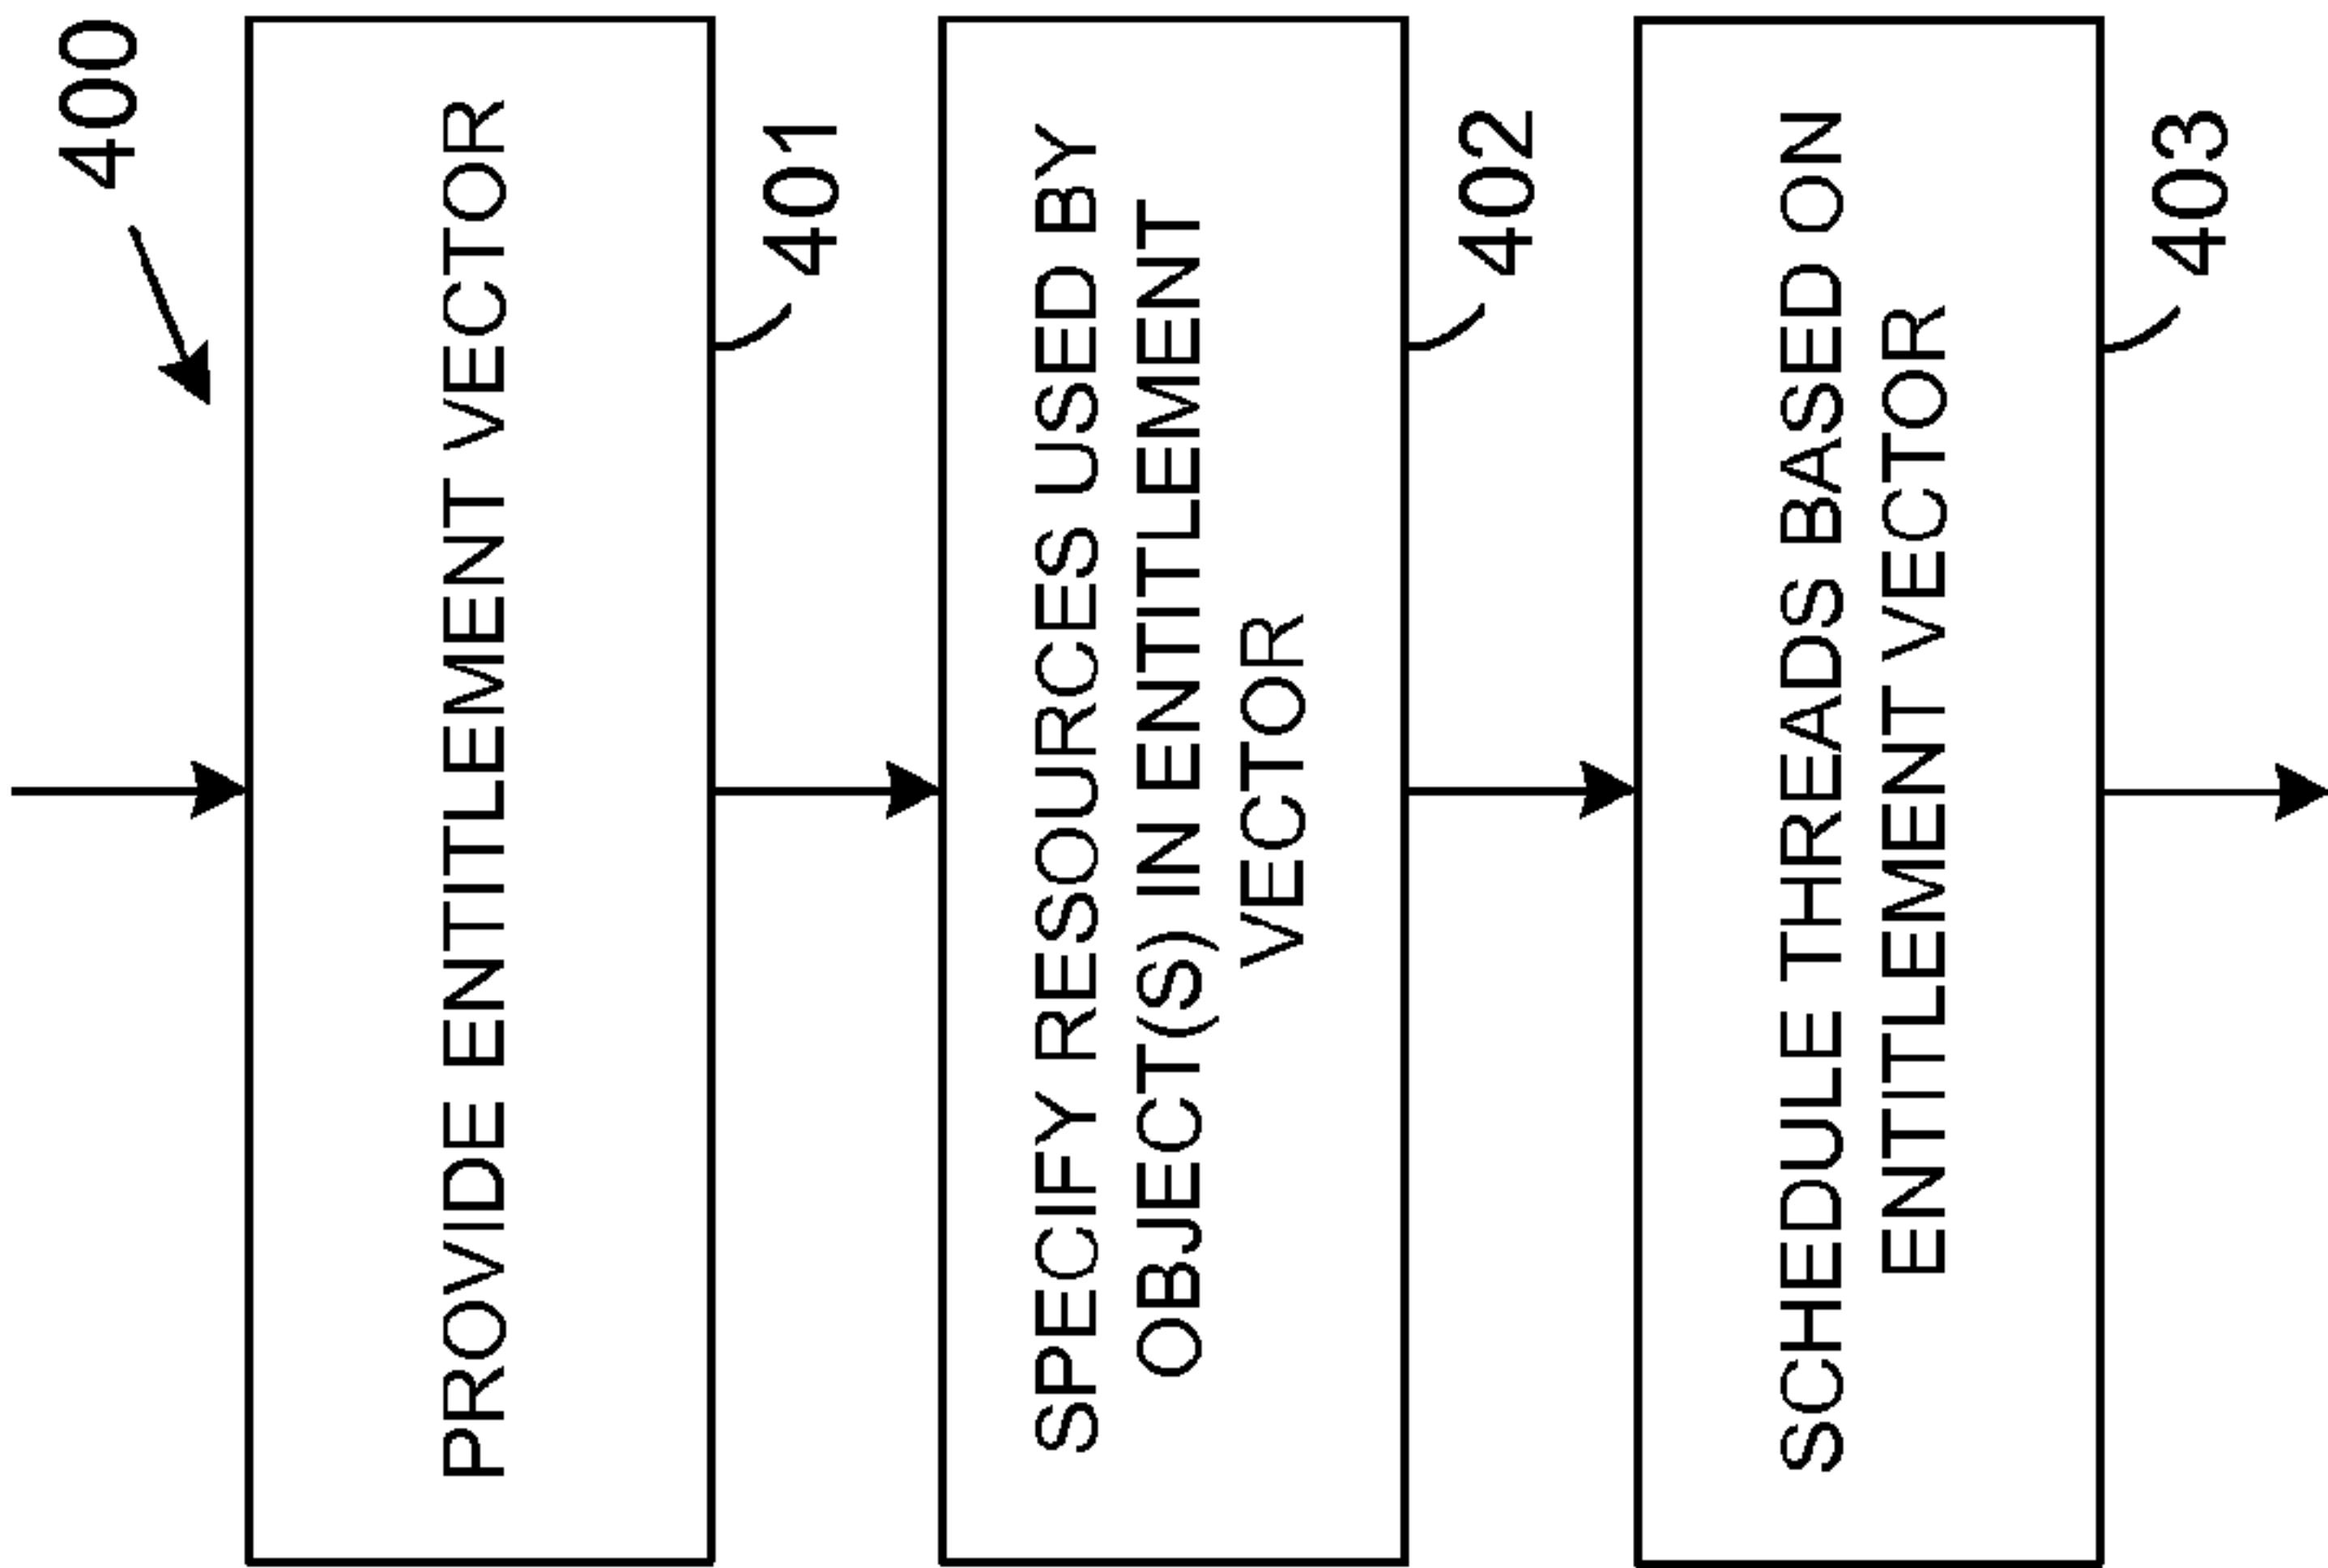 400
PROVIDE ENTITLEMENT VECTOR
401
SPECIFY RESOURCES USED BY
OBJECT(S) IN ENTITLEMENT
VECTOR
402
SCHEDULE THREADS BASED ON
ENTITLEMENT VECTOR
403